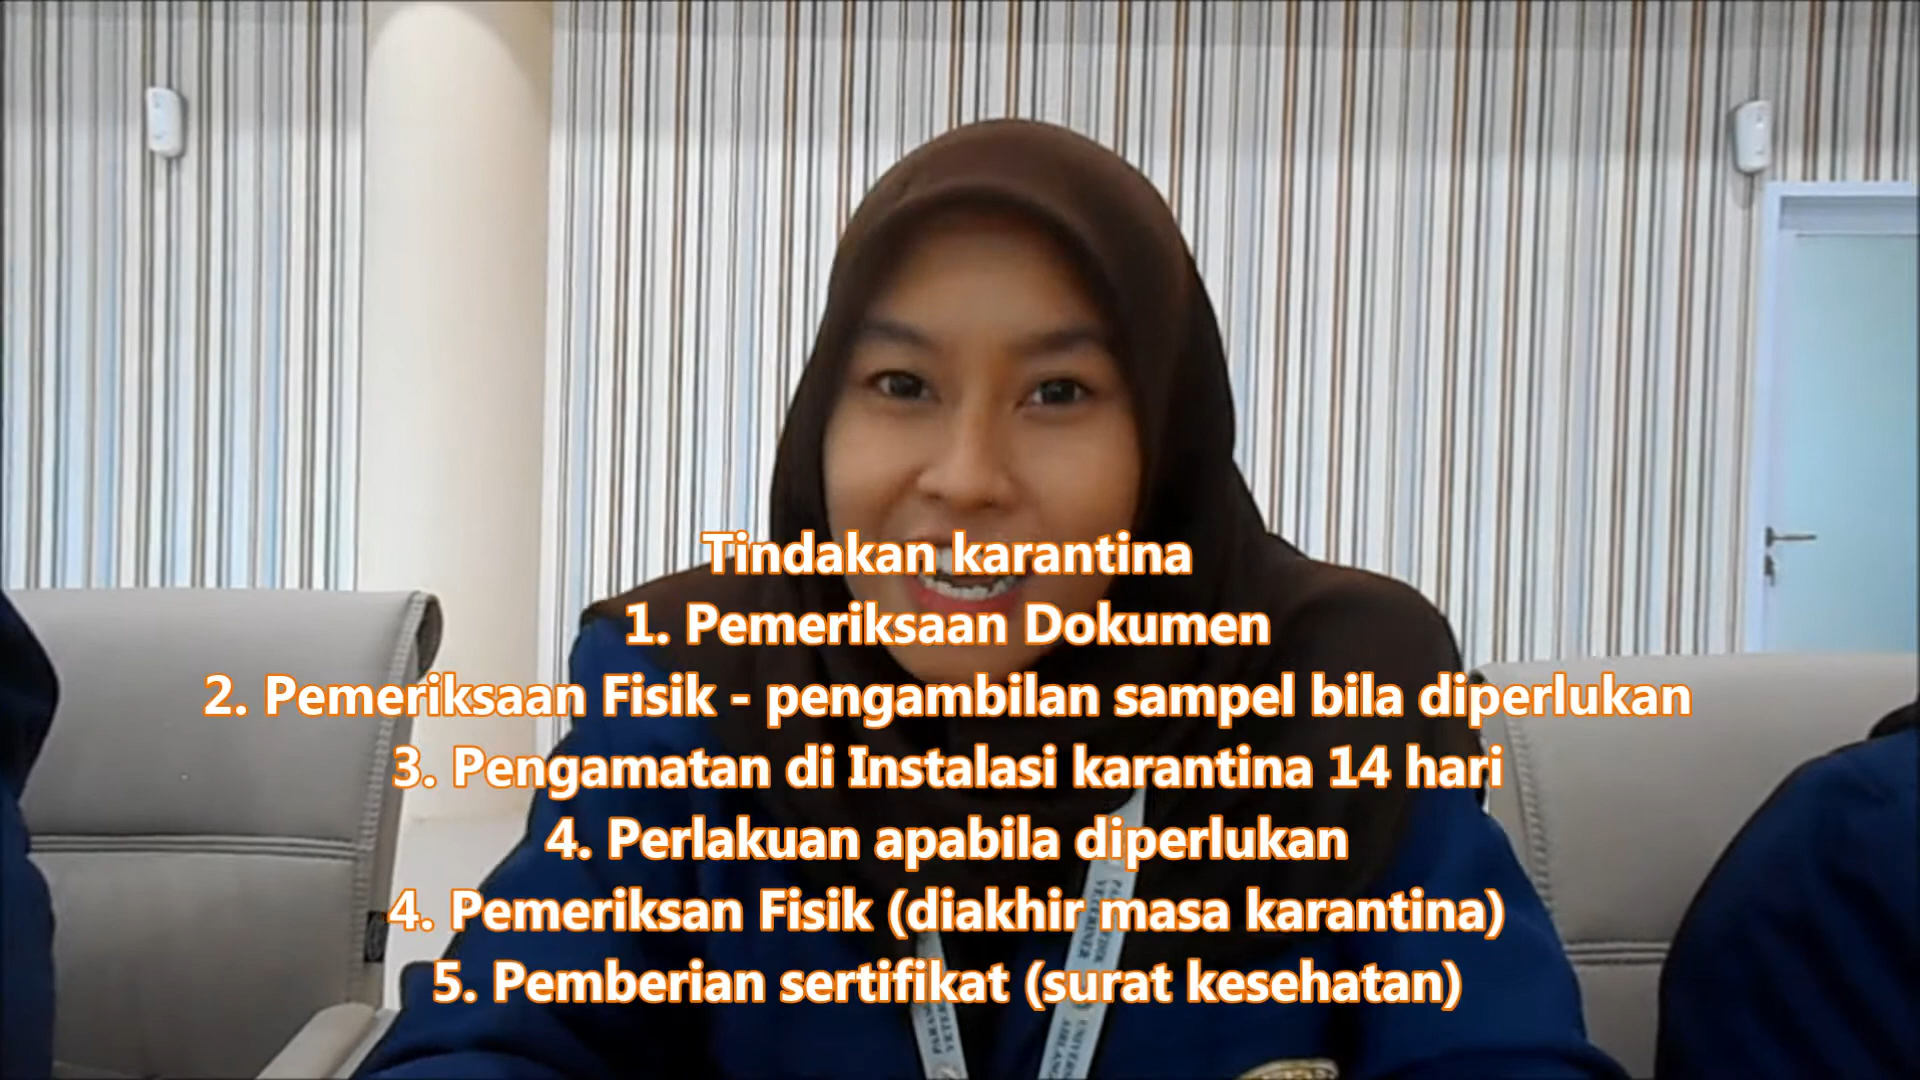 Tindakan karantina
1. Pemeriksaan Dokumen
2. Pemeriksaan Fisik - pengambilan sampel bila diperlukan
3. Pengamatan di Instalasi karantina 14 hari
4. Perlakuan apabila diperlukan
4. Pemeriksan Fisik (diakhir masa karantina)
5. Pemberian sertifikat (surat kesehatan)